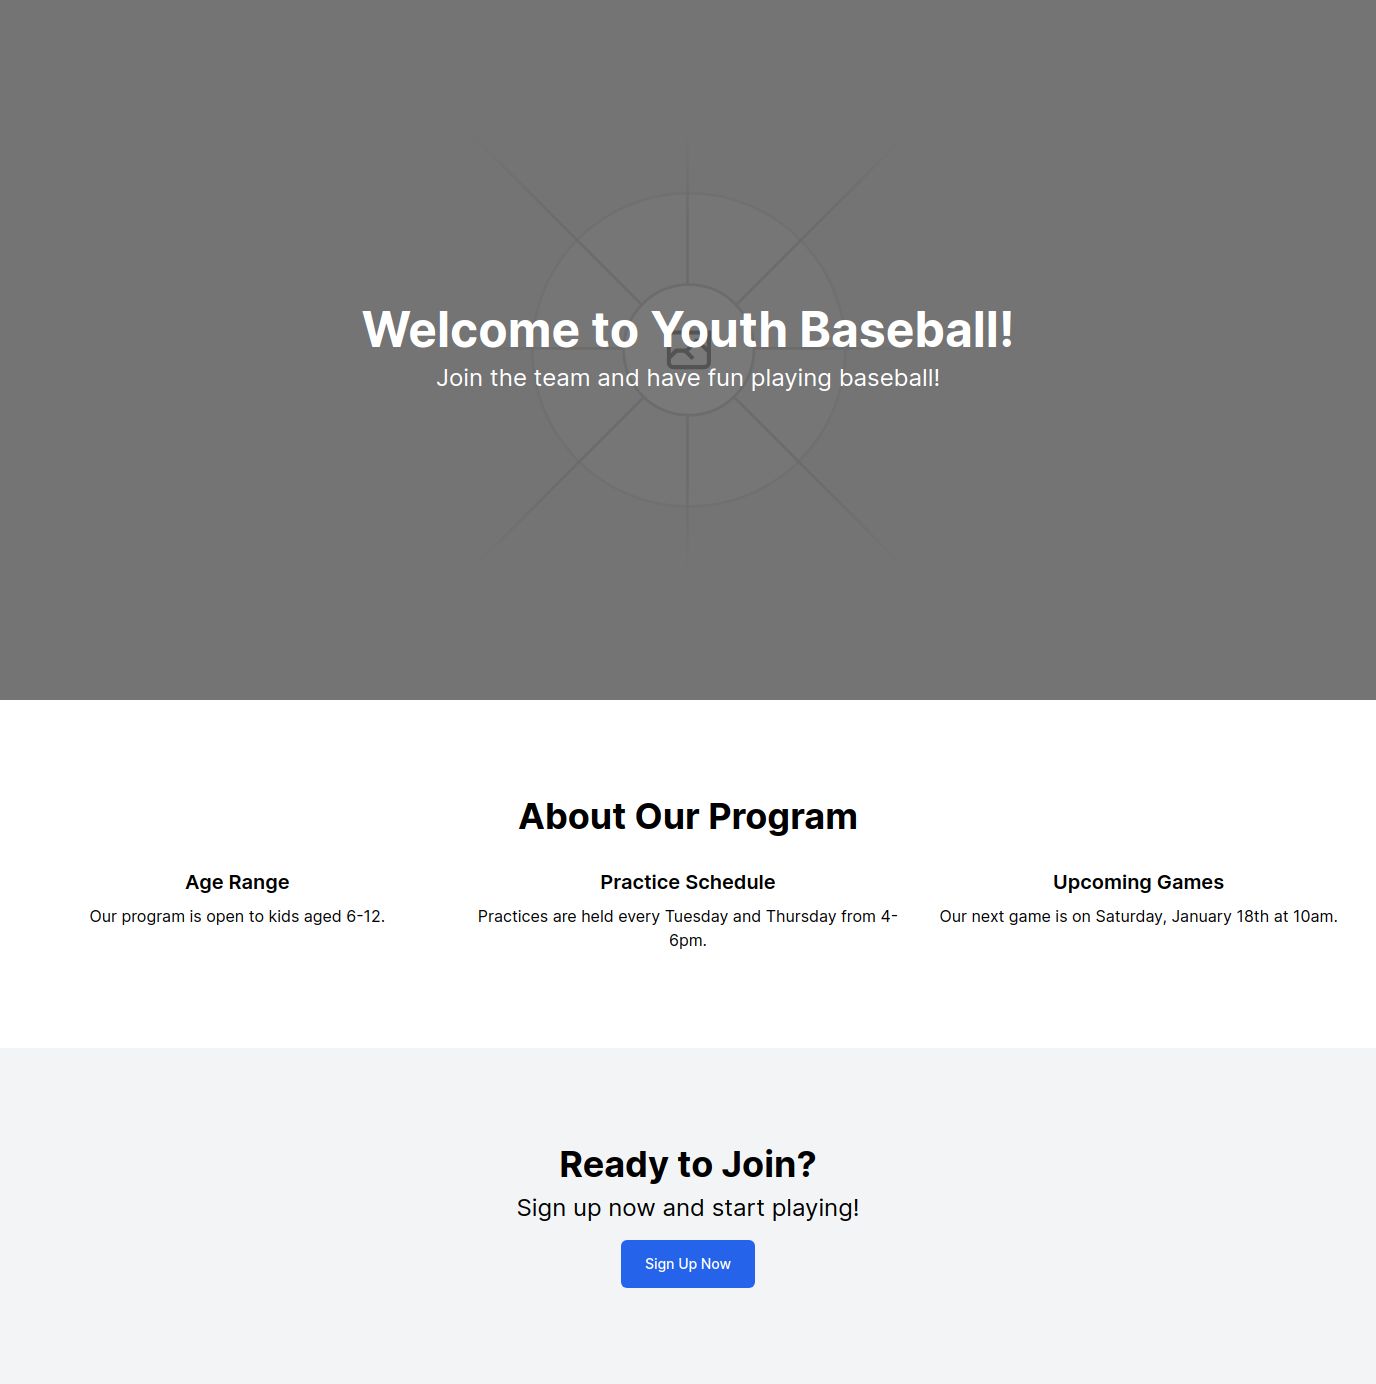 Welcome to Youth Baseball!
Join the team and have fun playing baseball!
About Our Program
Age Range
Our program is open to kids aged 6-12.
Practice Schedule
Practices are held every Tuesday and Thursday from 4-
6pm.
Upcoming Games
Our next game is on Saturday, January 18th at 10am.
Ready to Join?
Sign up now and start playing!
Sign Up Now